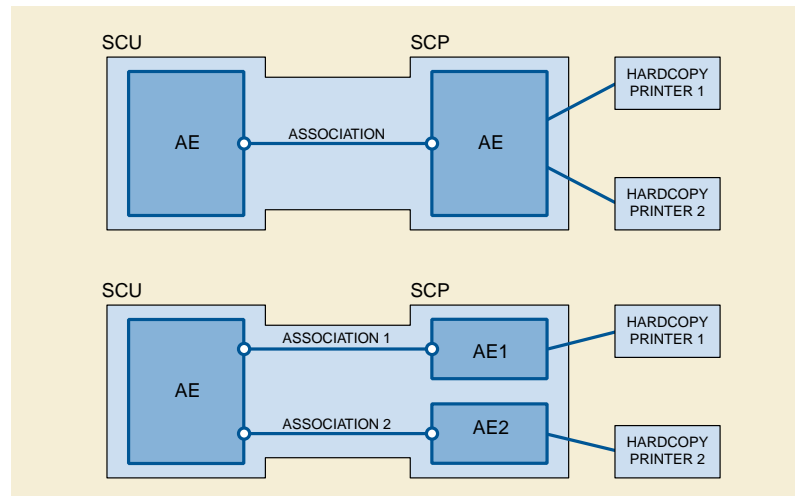 SCU
SCP
HARDCOPY
PRINTER 1
AE
ASSOCIATION
AE
HARDCOPY
PRINTER 2
SCU
SCP
HARDCOPY
PRINTER 1
ASSOCIATION 1
AE1
AE
ASSOCIATION 2
AE2
HARDCOPY
PRINTER 2